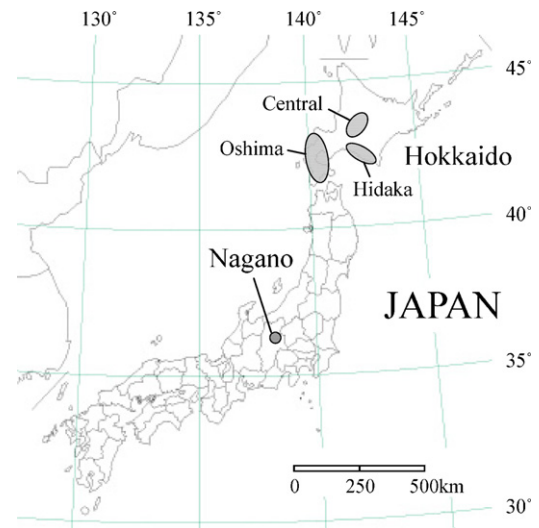 130° 135° 140° 145°
45°
Central
Oshima
Hokkaido
Hidaka
40°
Nagano
JAPAN
35°
0 250 500km
30°